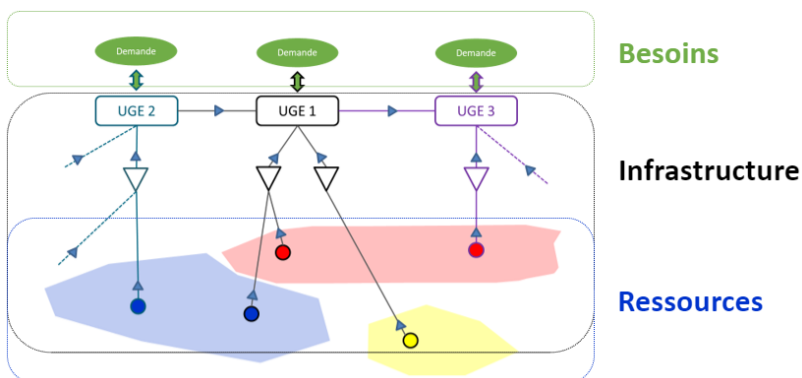 Demande
Demande
Demande
Besoins
UGE 2
UGE 1
UGE 3
Infrastructure
Ressources